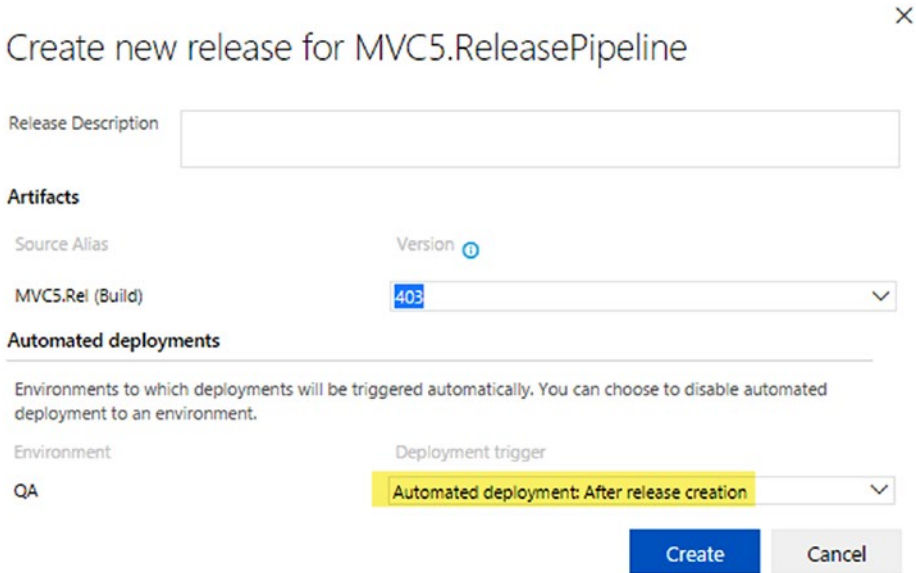 Create new release for MVC5.ReleasePipeline
Release Description
Artifacts
Source Alias Version
MVC5.Rel (Build) 403
Automated deployments
Environments to which deployments will be triggered automatically. You can choose to disable automated
deployment to an environment.
Environment Deployment trigger
QA Automated deployment: After release creation
Create Cancel